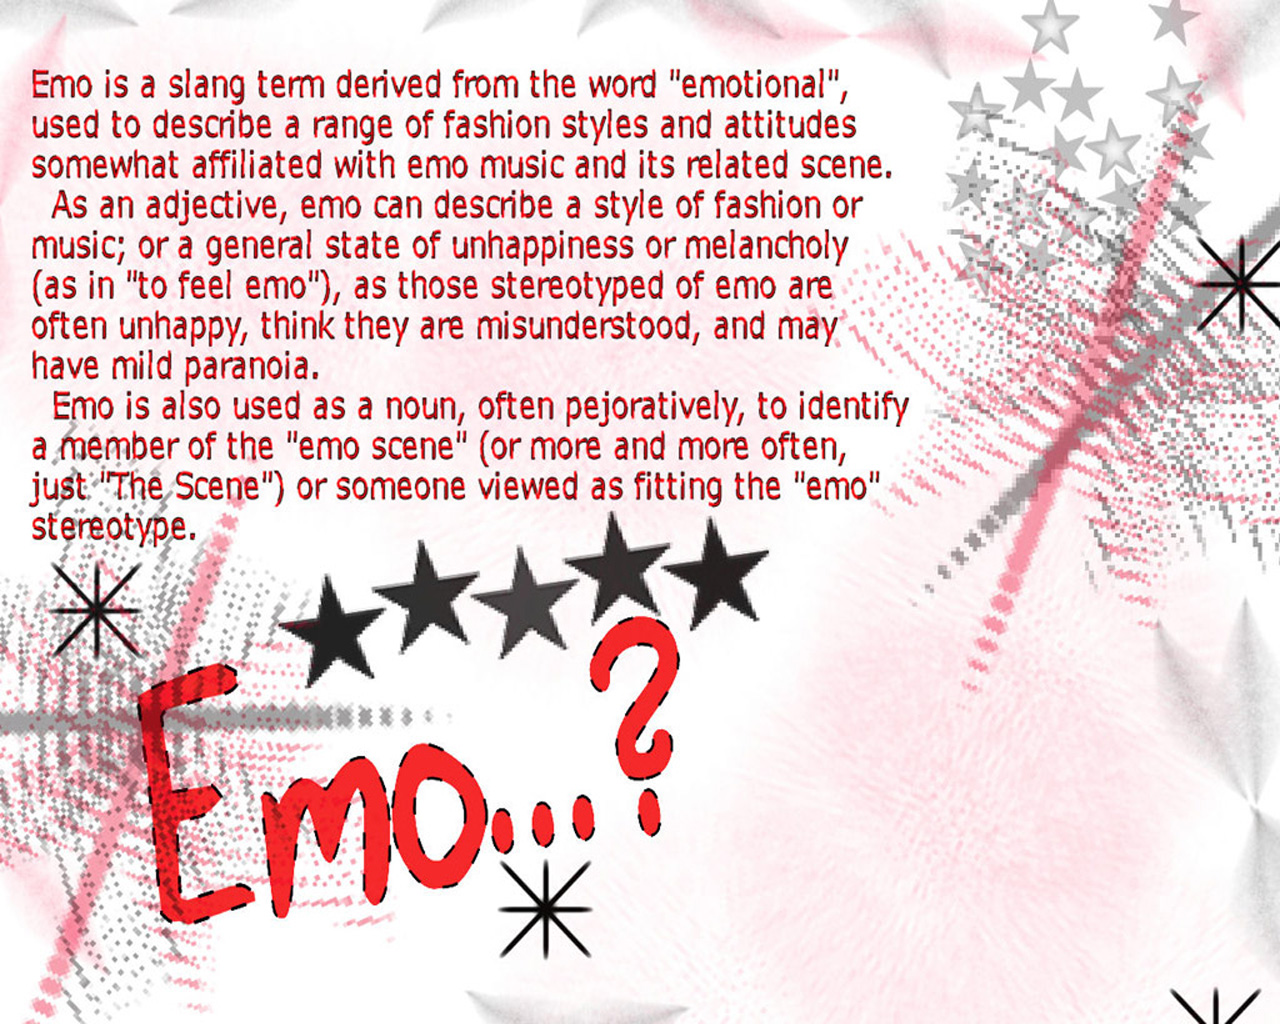 Emo is a slang term derived from the word "emotional",
used to describe a range of fashion styles and attitudes
somewhat affiliated with emo music and its related scene.
As an adjective, emo can describe a style of fashion or
music; or a general state of unhappiness or melancholy
(as in "to feel emo"), as those stereotyped of emo are
often unhappy, think they are misunderstood, and may
have mild paranoia.
Emo is also used as a noun, often pejoratively, to identify
a member of the "emo scene" (or more and more often,
just "The Scene") or someone viewed as fitting the "emo"
stereotype.
Emo...?